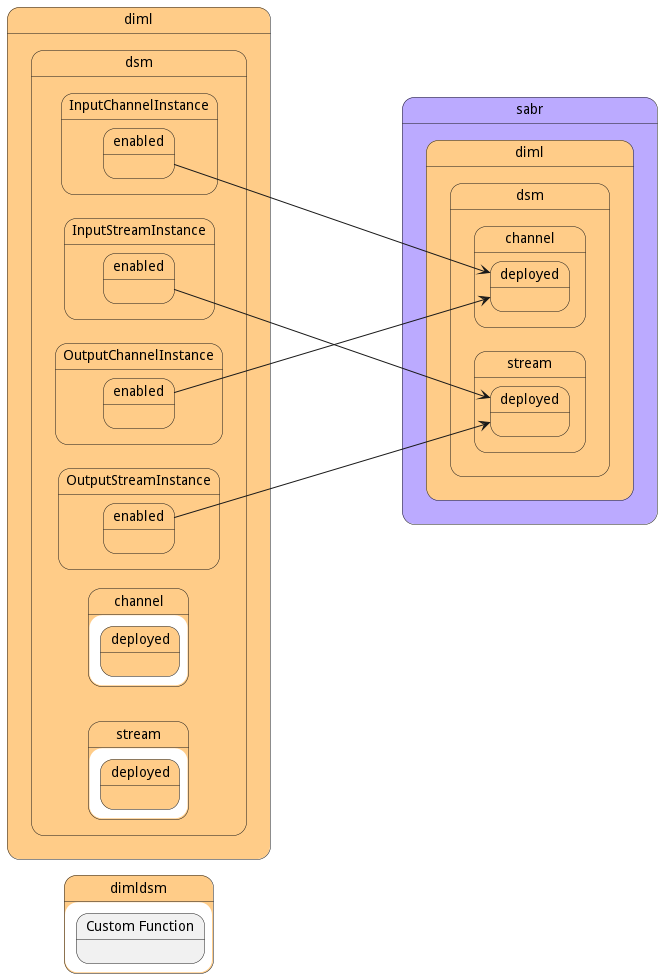 diml
dsm
InputChannelInstance
enabled
InputStreamInstance
enabled
OutputChannelInstance
enabled
OutputStreamInstance
enabled
channel
deployed
stream
deployed
dimldsm
Custom Function
sabr
diml
dsm
channel
deployed
stream
deployed